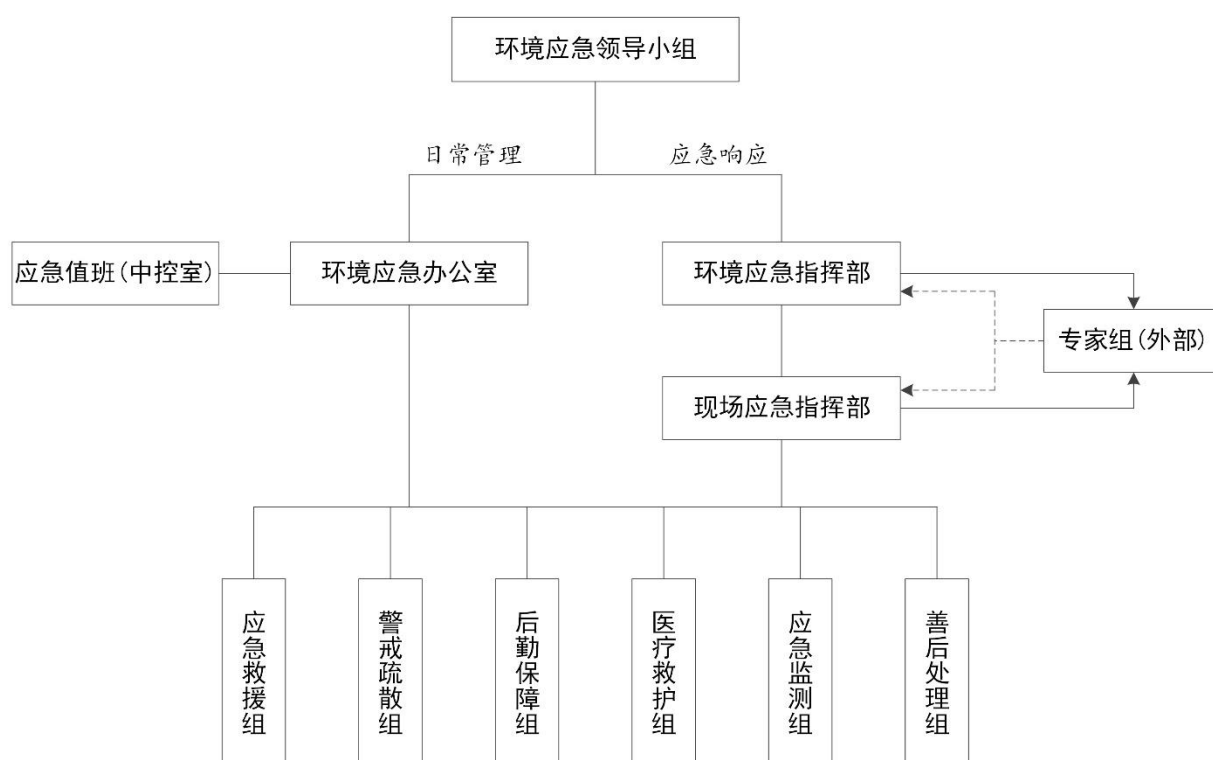 环境应急领导小组
日常管理
应急响应
应急值班(中控室)
环境应急办公室
环境应急指挥部
专家组(外部)
现场应急指挥部
应急救援组
警戒疏散组
后勤保障组
医疗救护组
应急监测组
善后处理组